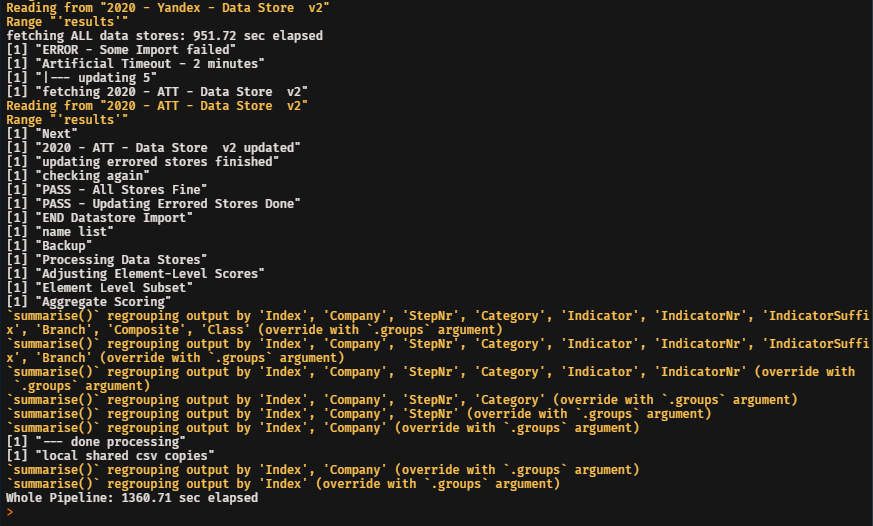 Reading from "2020 - Yandex - Data Store  v2"
Range "'results'"
fetching ALL data stores: 951.72 sec elapsed
[1] "ERROR - Some Import failed"
[1] "Artificial Timeout - 2 minutes"
[1] "|--- updating 5"
[1] "fetching 2020 - ATT - Data Store  v2"
Reading from "2020 - ATT - Data Store  v2"
Range "'results'"
[1] "Next"
[1] "2020 - ATT - Data Store  v2 updated"
[1] "updating errored stores finished"
[1] "checking again"
[1] "PASS - All Stores Fine"
[1] "PASS - Updating Errored Stores Done"
[1] "END Datastore Import"
[1] "name list"
[1] "Backup"
[1] "Processing Data Stores"
[1] "Adjusting Element-Level Scores"
[1] "Element Level Subset"
[1] "Aggregate Scoring"
`summarise()` regrouping output by 'Index', 'Company', 'StepNr', 'Category', 'Indicator', 'IndicatorNr', 'IndicatorSuffi
x', 'Branch', 'Composite', 'Class' (override with `.groups` argument)
`summarise()` regrouping output by 'Index', 'Company', 'StepNr', 'Category', 'Indicator', 'IndicatorNr', 'IndicatorSuffi
x', 'Branch' (override with `.groups` argument)
`summarise()` regrouping output by 'Index', 'Company', 'StepNr', 'Category', 'Indicator', 'IndicatorNr' (override with
 `.groups` argument)
`summarise()` regrouping output by 'Index', 'Company', 'StepNr', 'Category' (override with `.groups` argument)
`summarise()` regrouping output by 'Index', 'Company', 'StepNr' (override with `.groups` argument)
`summarise()` regrouping output by 'Index', 'Company' (override with `.groups` argument)
[1] "--- done processing"
[1] "local shared csv copies"
`summarise()` regrouping output by 'Index', 'Company' (override with `.groups` argument)
`summarise()` regrouping output by 'Index' (override with `.groups` argument)
Whole Pipeline: 1360.71 sec elapsed
>